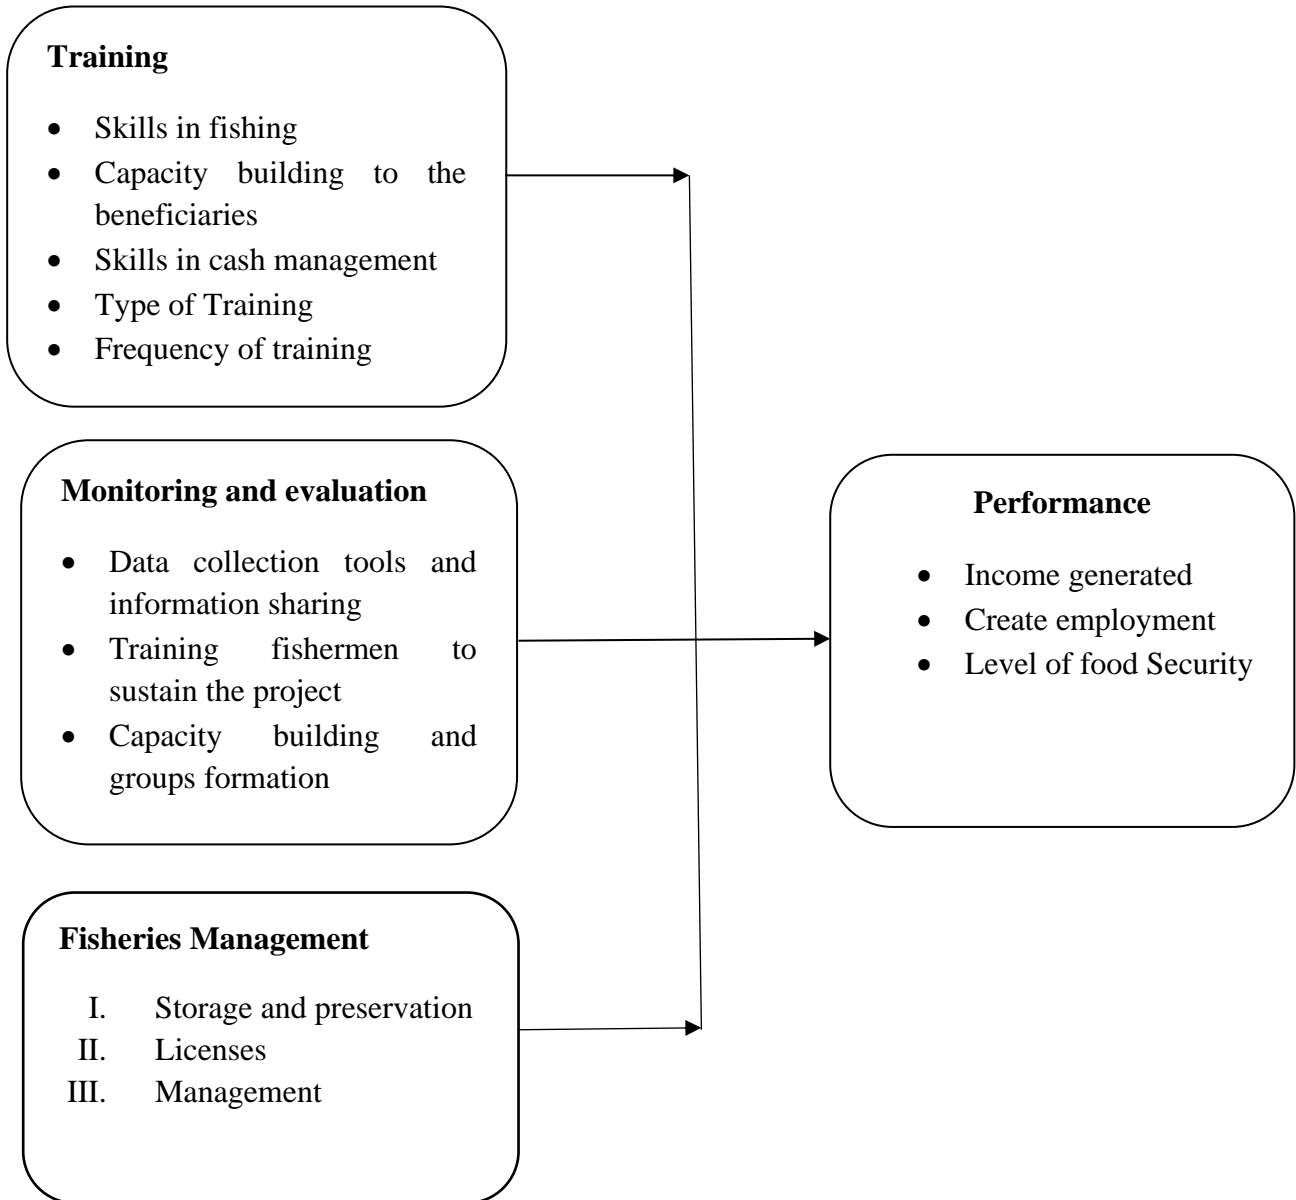 Training
• Skills in fishing
• Capacity building to the
beneficiaries
• Skills in cash management
• Type of Training
• Frequency of training
Monitoring and evaluation
• Data collection tools and
information sharing
• Training fishermen to
sustain the project
• Capacity building and
groups formation
Fisheries Management
I. Storage and preservation
II. Licenses
III. Management
Performance
• Income generated
• Create employment
• Level of food Security